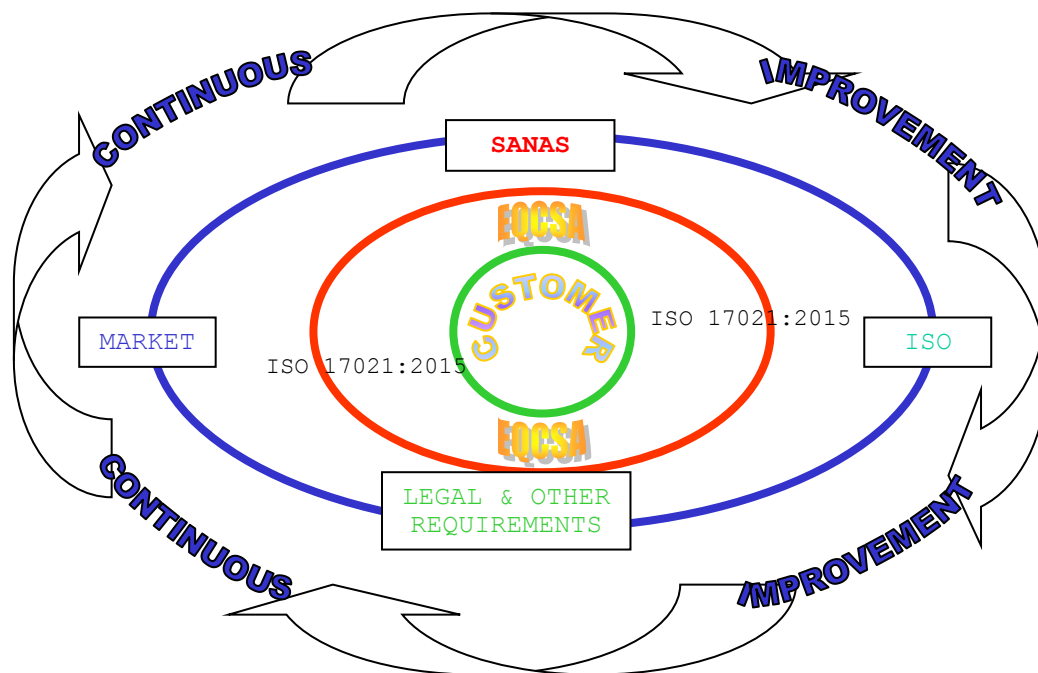 CONTINUOUS
IMPROVEMENT
SANAS
EQCSA
CUSTOMER
ISO 17021:2015
MARKET
ISO
ISO 17021:2015
EQCSA
LEGAL & OTHER
REQUIREMENTS
CONTINUOUS
IMPROVEMENT